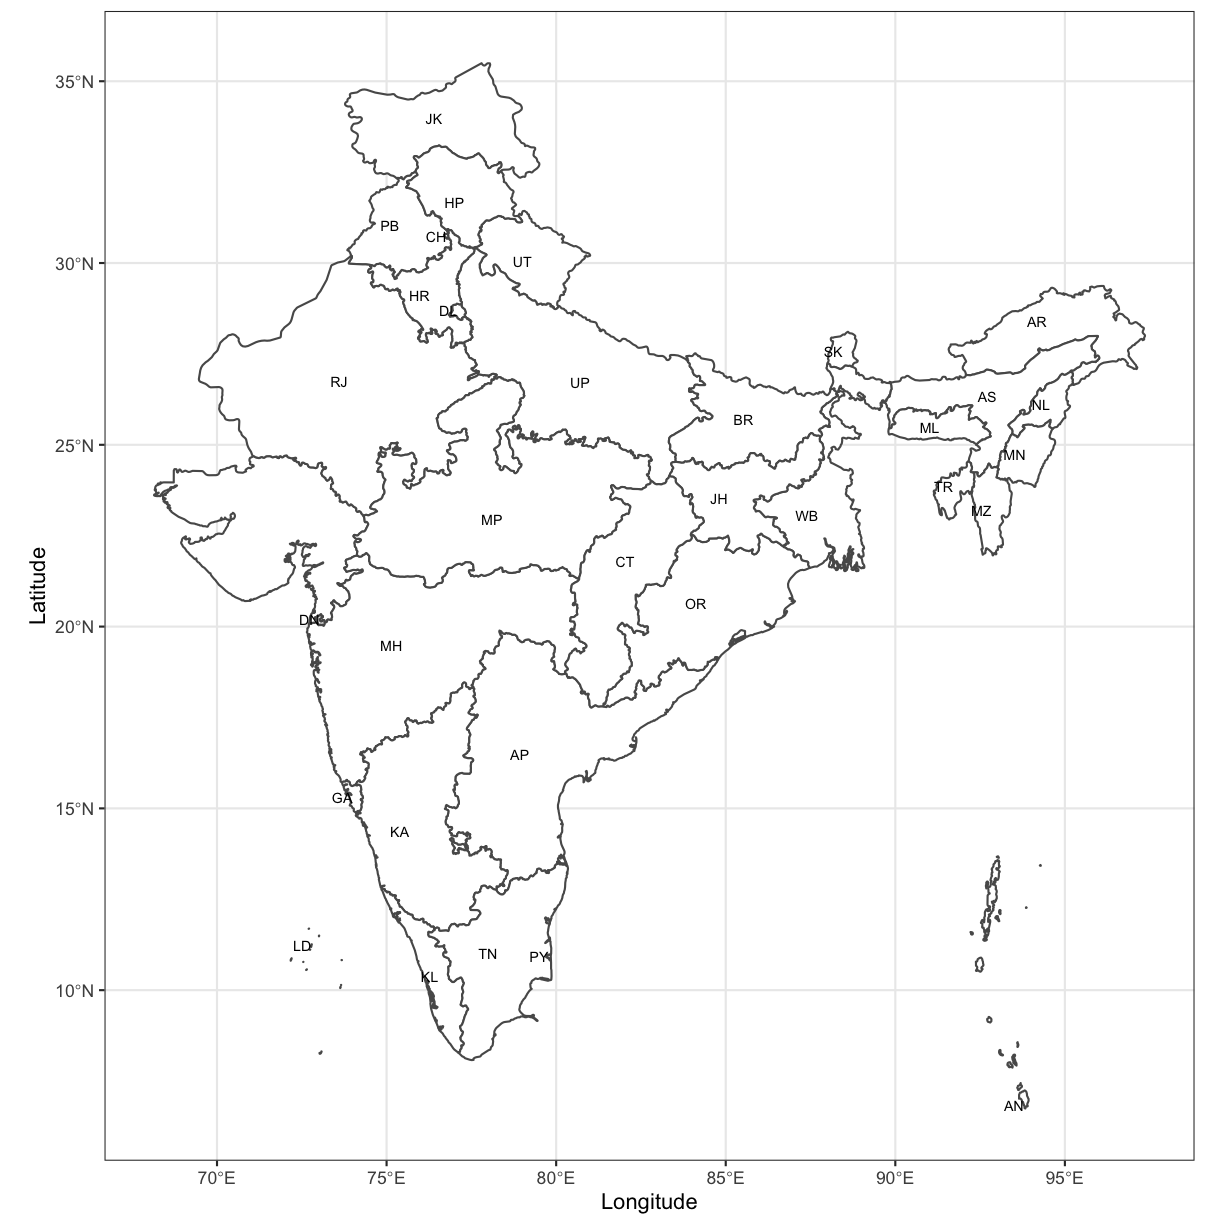 35°N
JK
HP
PB
CH
30°N
UT
HR
DL
AR
SK
RJ
UP
AS
NL
BR
ML
25°N
MN
TR
JH
MZ
WB
MP
CT
OR
DN
20°N
MH
AP
GA
15°N
KA
LD
TN
PY
KL
10°N
AN
70°E 75°E 80°E 85°E 90°E 95°E
Longitude
Latitude